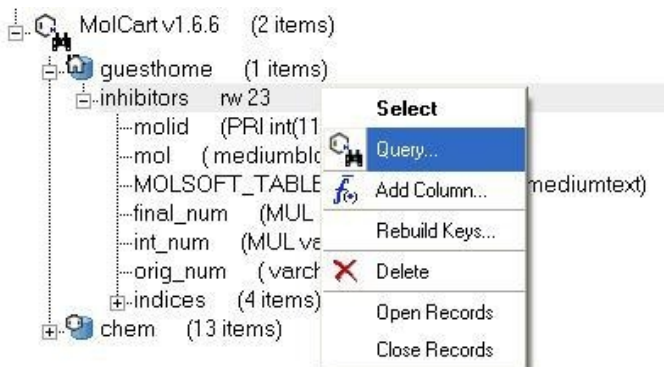 MolCart v1.6.6 (2 items)
guesthome (1 items)
inhibitors rw 23
molid (PRI int(11
mol (mediumblo
MOLSOFT_TABLE mediumtext)
final_num (MUL
int_num (MUL va
orig_num (varch
indices (4 items)
chem (13 items)
Select
Query...
Add Column...
Rebuild Keys...
Delete
Open Records
Close Records